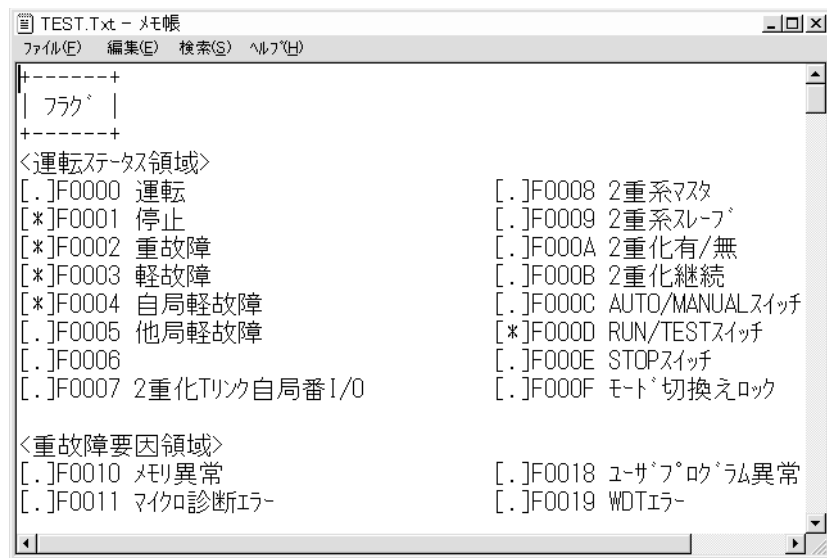 TEST.Txt - ﾒﾓ帳
ﾌｧｲﾙ(F) 編集(E) 検索(S) ﾍﾙﾌﾟ(H)
+------+
| ﾌﾗｸﾞ |
+------+
<運転ｽﾃｰﾀｽ領域>
[.]F0000 運転 [.]F0008 2重系ﾏｽﾀ
[*]F0001 停止 [.]F0009 2重系ｽﾚｰﾌﾞ
[*]F0002 重故障 [.]F000A 2重化有/無
[*]F0003 軽故障 [.]F000B 2重化継続
[*]F0004 自局軽故障 [.]F000C AUTO/MANUALｽｲｯﾁ
[.]F0005 他局軽故障 [*]F000D RUN/TESTｽｲｯﾁ
[.]F0006 [.]F000E STOPｽｲｯﾁ
[.]F0007 2重化Tﾘﾝｸ自局番I/O [.]F000F ﾓｰﾄﾞ切換えﾛｯｸ
<重故障要因領域>
[.]F0010 ﾒﾓﾘ異常 [.]F0018 ﾕｰｻﾞﾌﾟﾛｸﾞﾗﾑ異常
[.]F0011 ﾏｲｸﾛ診断ｴﾗｰ [.]F0019 WDTｴﾗｰ